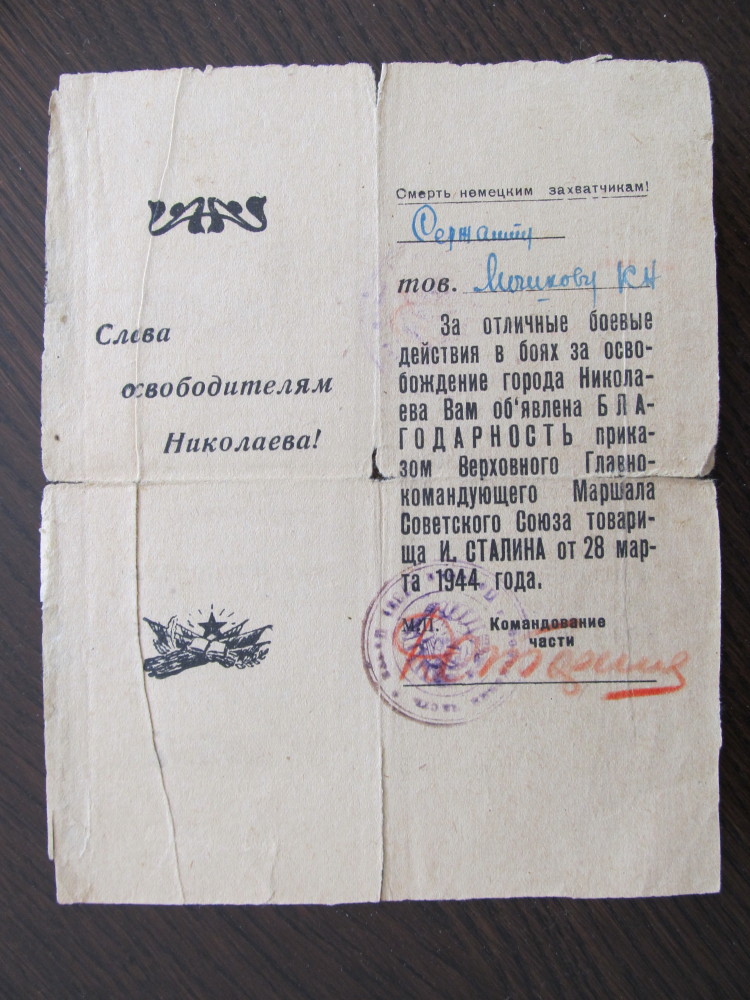 Слава
освободителям
Николаева!
Смерть немецким захватчикам!
Сержанту
тов. К Н
За отличные боевые
действия в боях за осво-
бождение города Николa-
ева Вам об'явлена БЛА-
ГОДАРНОСТЬ прика-
зом Верховного Главно-
командующего Маршала
Советского Союза товари-
ща И. СТАЛИНА от 28 мар-
та 1944 года.
М.П. Командование
части